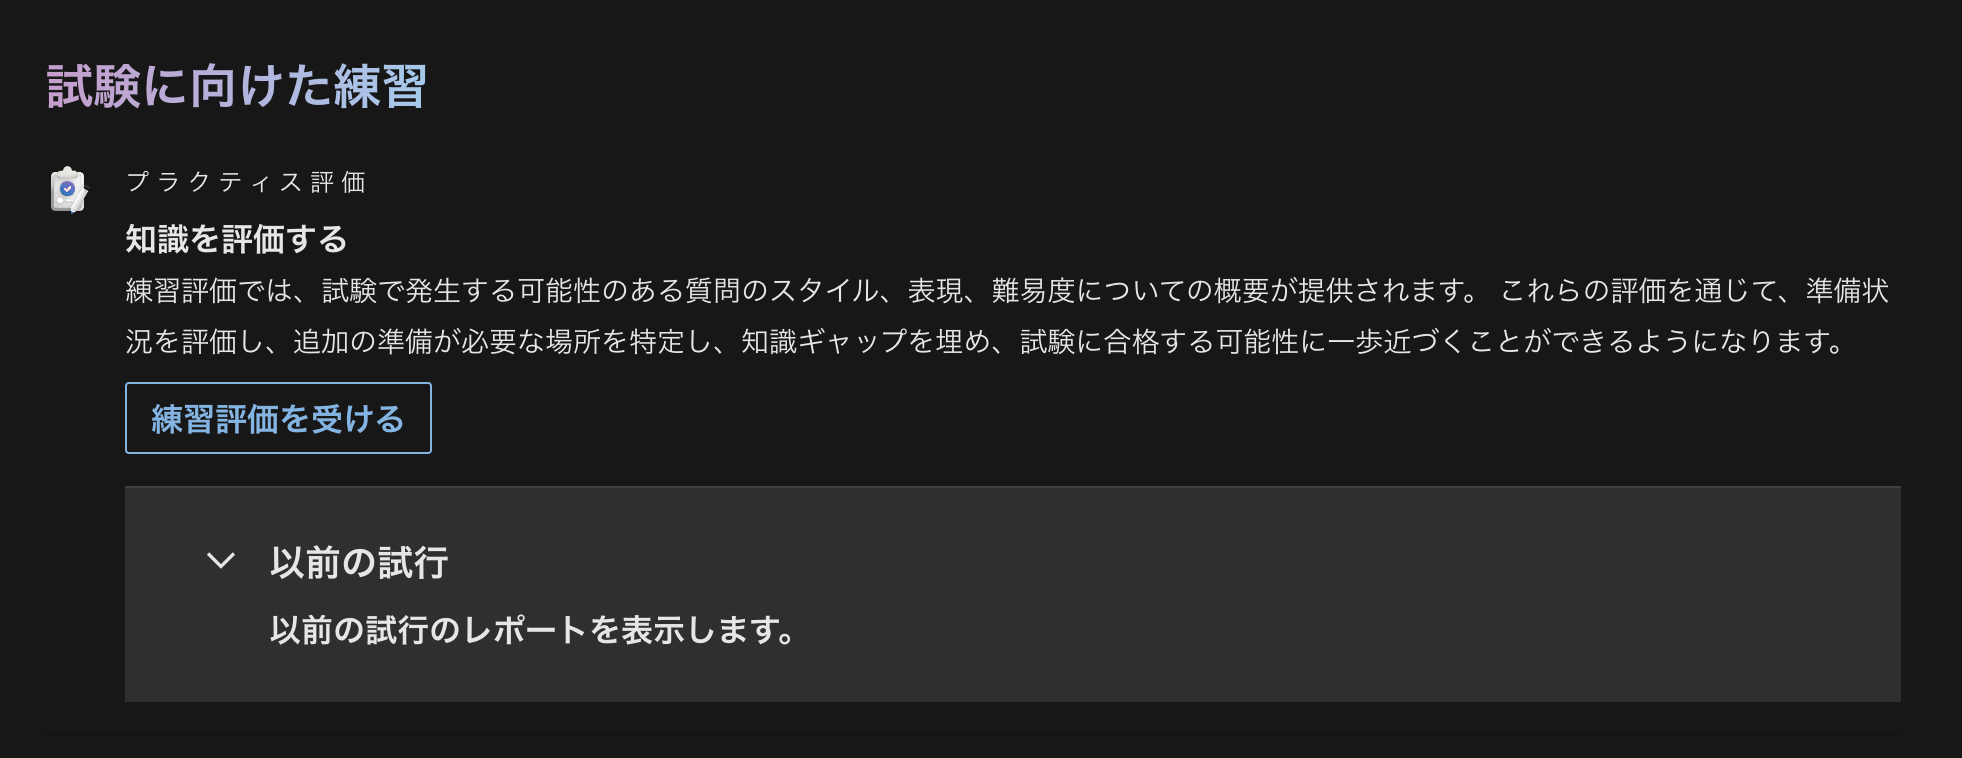 試験に向けた練習
プラクティス評価
知識を評価する
練習評価では、試験で発生する可能性のある質問のスタイル、表現、難易度についての概要が提供されます。 これらの評価を通じて、準備状
況を評価し、追加の準備が必要な場所を特定し、知識ギャップを埋め、試験に合格する可能性に一歩近づくことができるようになります。
練習評価を受ける
以前の試行
以前の試行のレポートを表示します。